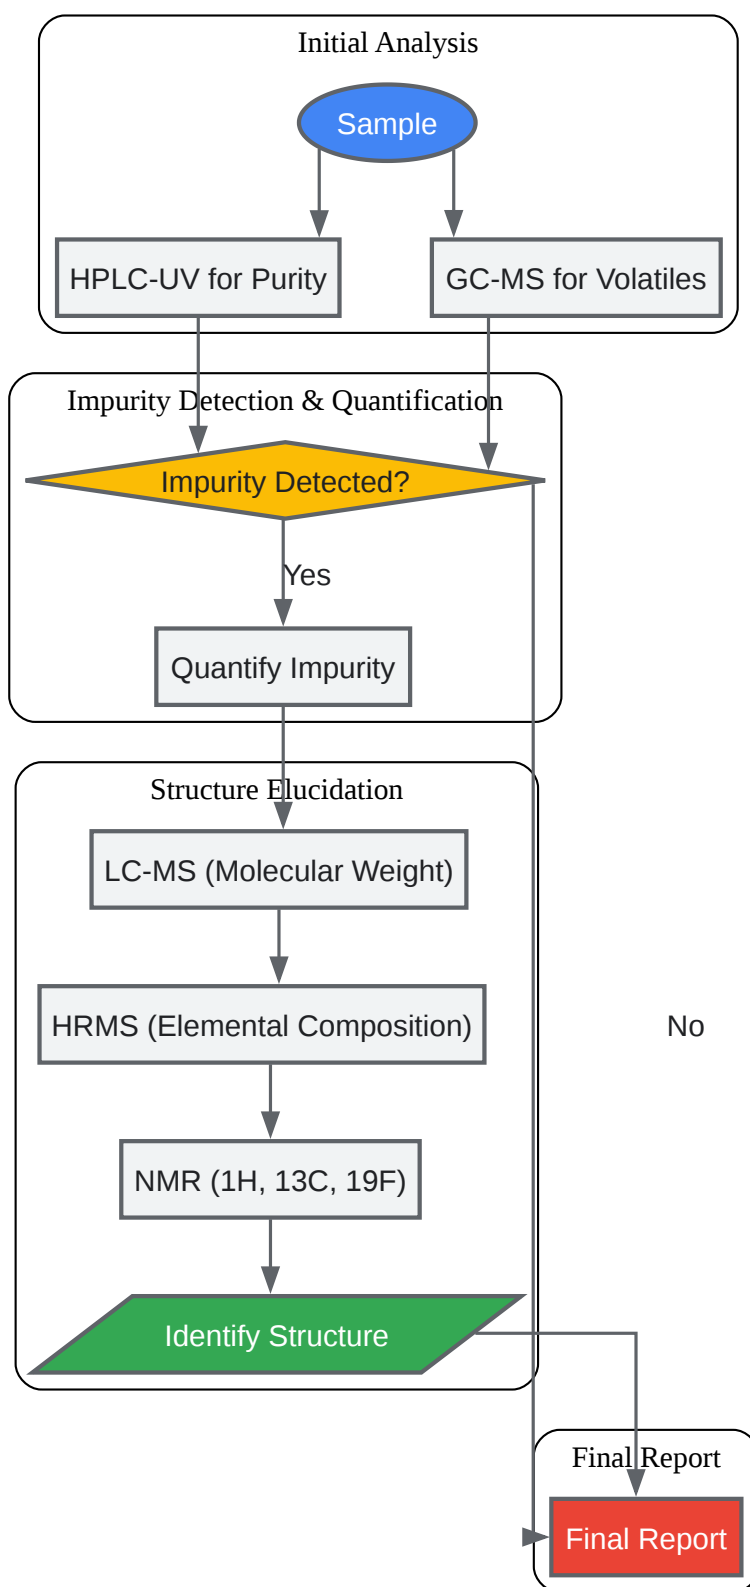 Initial Analysis
Sample
HPLC-UV for Purity
GC-MS for Volatiles
Impurity Detection & Quantification
Impurity Detected?
Yes
Quantify Impurity
Structure Elucidation
LC-MS (Molecular Weight)
HRMS (Elemental Composition)
No
NMR (1H, 13C, 19F)
Identify Structure
Final Report
Final Report